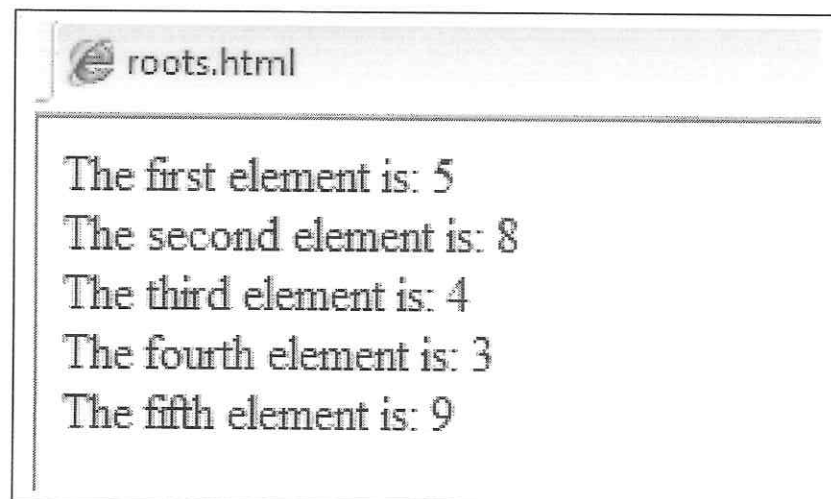 roots.html
The first element is: 5
The second element is: 8
The third element is: 4
The fourth element is: 3
The fifth element is: 9